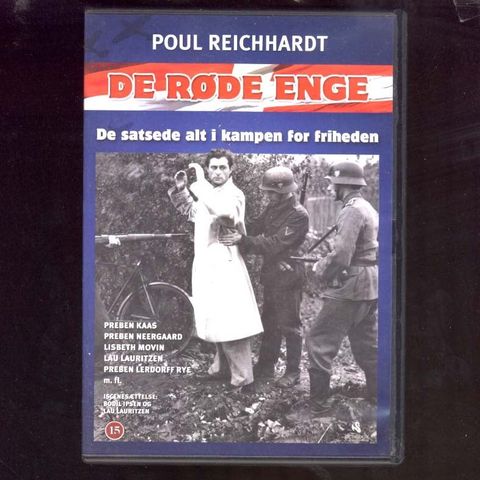 POUL REICHHARDT
DE RØDE ENGE
De satsede alt i kampen for friheden
PREBEN KAAS
PREBEN NEERGAARD
LISBETH MOVIN
LAU LAURITZEN
PREBEN LERDORFF RYE
m. fl.
ISCENESÆTTELSE:
BODIL IPSEN OG
LAU LAURITZEN
15